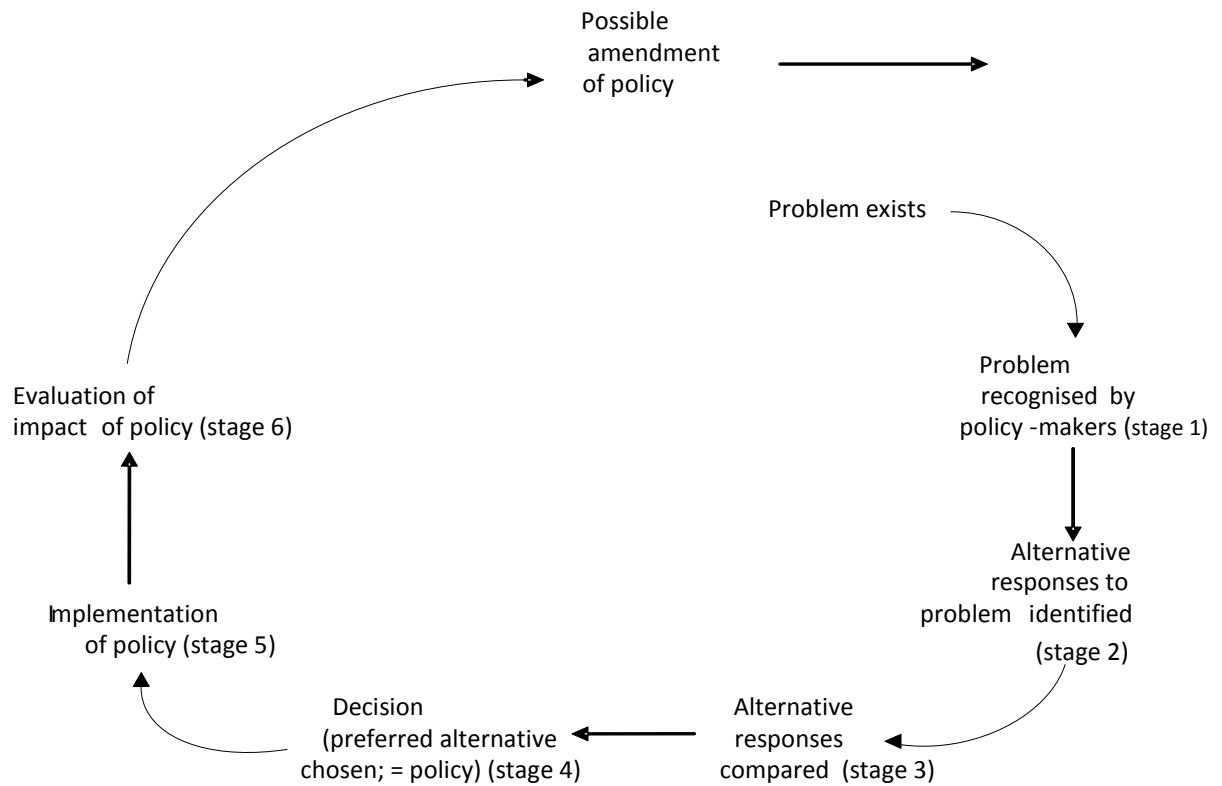 Possible
amendment
of policy
Problem exists
Problem
recognised by
policy -makers (stage 1)
Alternative
responses to
problem identified
(stage 2)
Alternative
responses
compared (stage 3)
Decision
(preferred alternative
chosen; = policy) (stage 4)
Implementation
of policy (stage 5)
Evaluation of
impact of policy (stage 6)